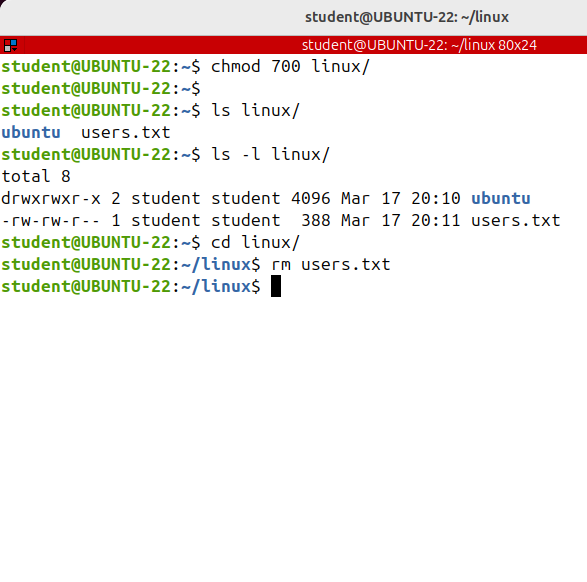 student@UBUNTU-22: ~/linux
student@UBUNTU-22: ~/linux 80x24
student@UBUNTU-22:~$ chmod 700 linux/
student@UBUNTU-22:~$
student@UBUNTU-22:~$ ls linux/
ubuntu  users.txt
student@UBUNTU-22:~$ ls -l linux/
total 8
drwxrwxr-x 2 student student 4096 Mar 17 20:10 ubuntu
-rw-rw-r-- 1 student student  388 Mar 17 20:11 users.txt
student@UBUNTU-22:~$ cd linux/
student@UBUNTU-22:~/linux$ rm users.txt
student@UBUNTU-22:~/linux$